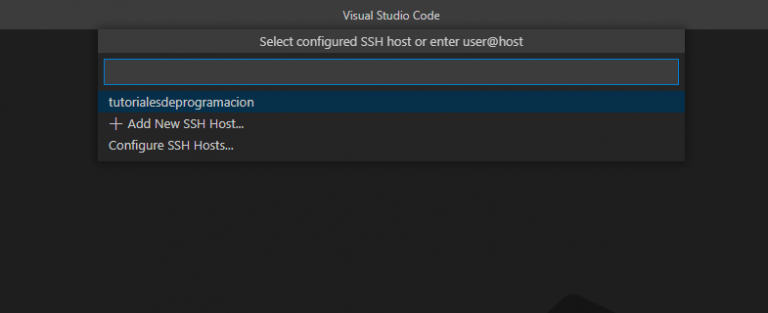 Visual Studio Code
Select configured SSH host or enter user@host
tutorialesdeprogramacion
+ Add New SSH Host...
Configure SSH Hosts...